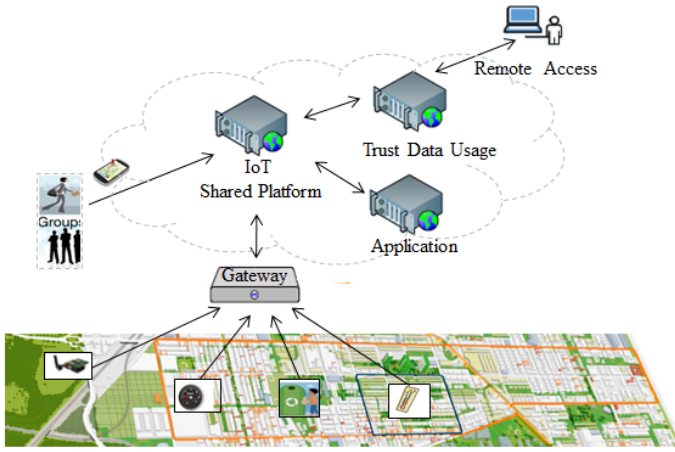 Remote Access
Trust Data Usage
IoT
Shared Platform
Groups
Application
Gateway